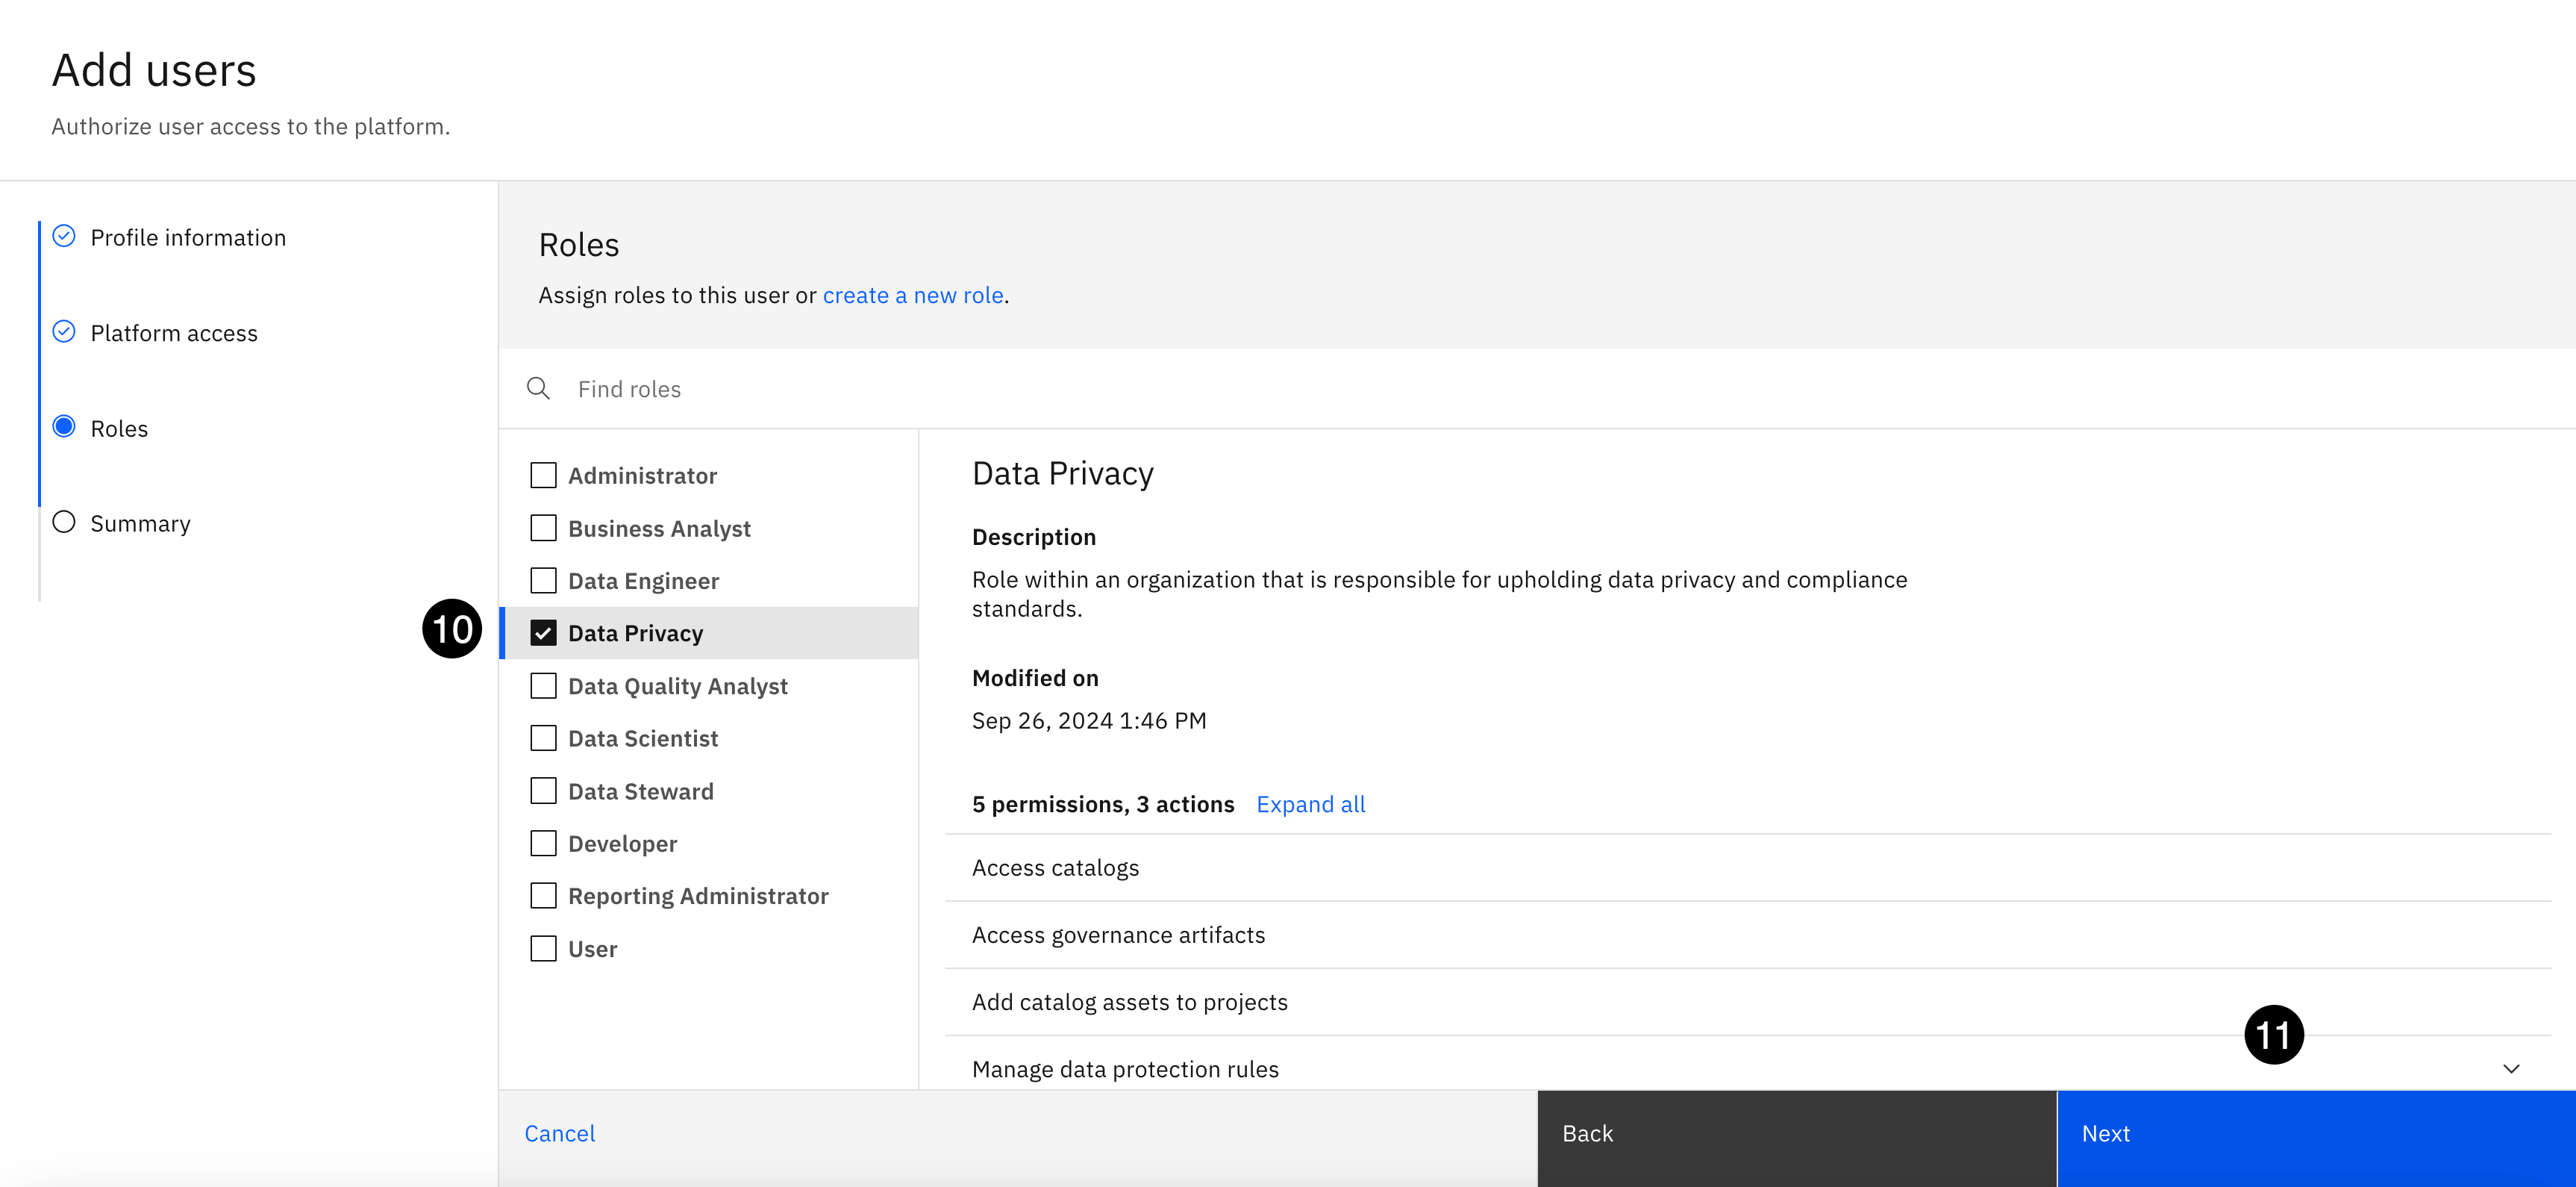 Add users
Authorize user access to the platform.
Profile information
Platform access
Roles
Summary
Roles
Assign roles to this user or create a new role.
Find roles
Administrator
Business Analyst
Data Engineer
10
Data Privacy
Data Quality Analyst
Data Scientist
Data Steward
Developer
Reporting Administrator
User
Data Privacy
Description
Role within an organization that is responsible for upholding data privacy and compliance
standards.
Modified on
Sep 26, 2024 1:46 PM
5 permissions, 3 actions Expand all
Access catalogs
Access governance artifacts
Add catalog assets to projects
11
Manage data protection rules
Cancel
Back
Next